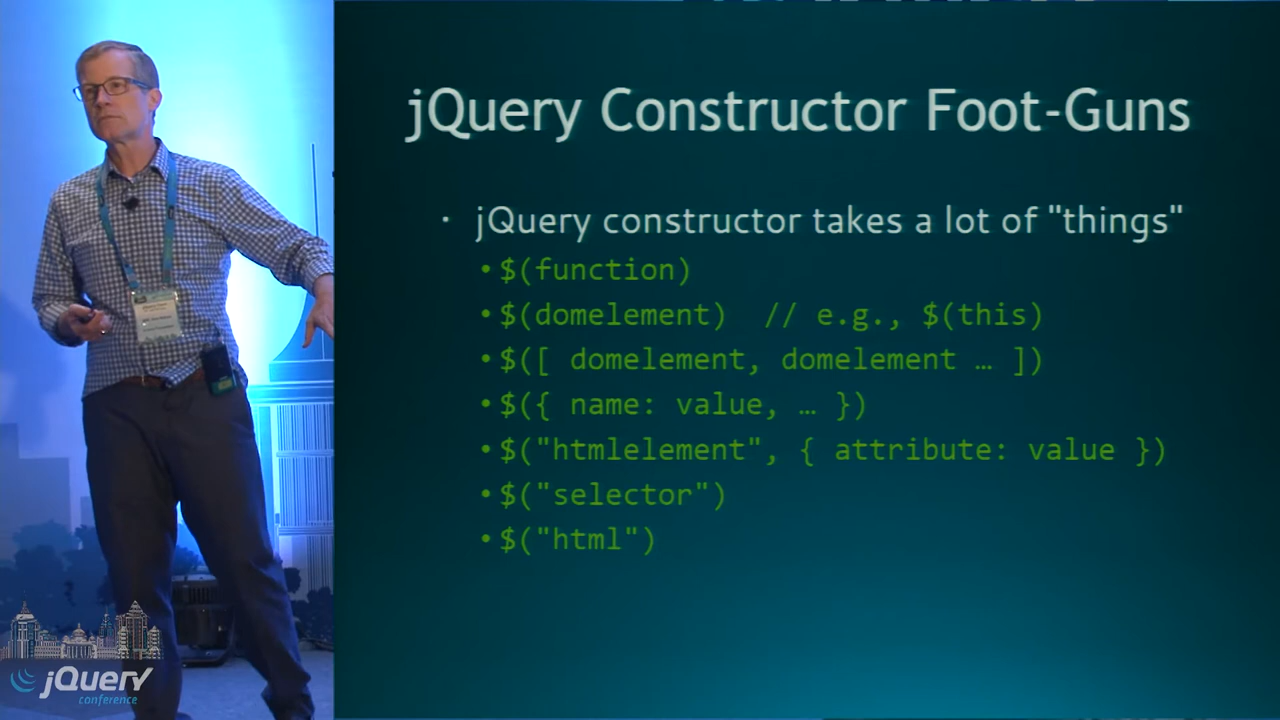 jQuery Constructor Foot-Guns
· jQuery constructor takes a lot of "things"
• $(function)
• $(domelement)  // e.g., $(this)
• $([ domelement, domelement … ])
• $({ name: value, … })
• $("htmlelement", { attribute: value })
• $("selector")
• $("html")
jQuery
conference